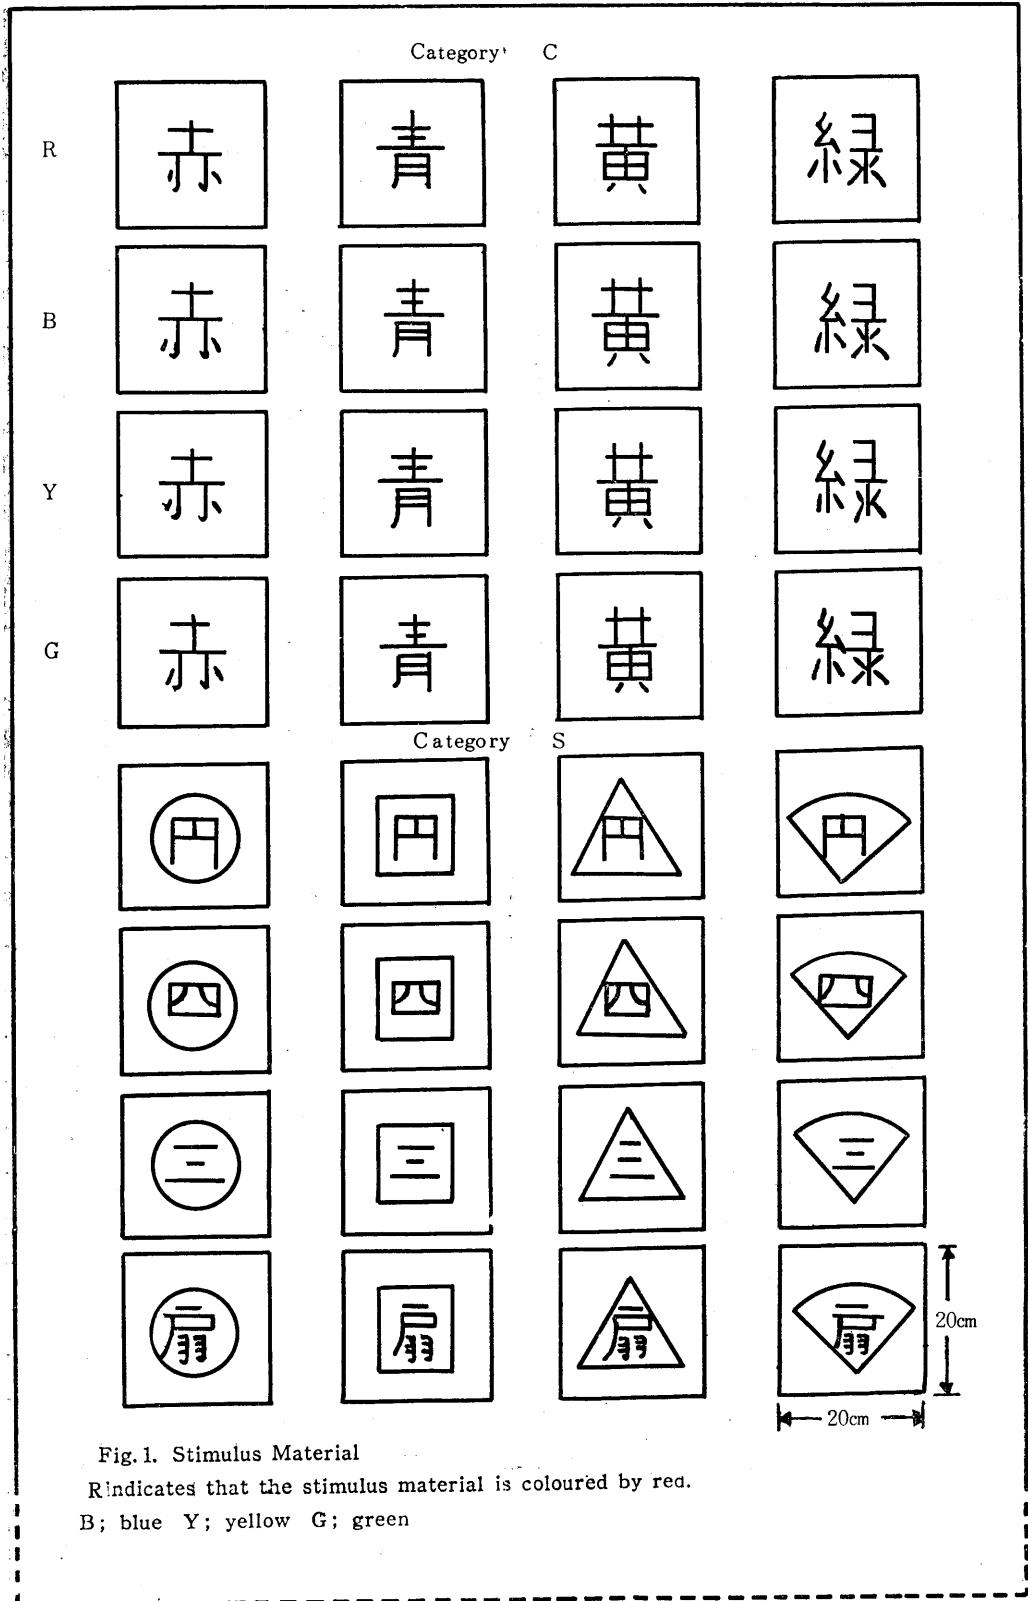 Category C
R 赤 青 黄 緑
B 赤 青 黄 緑
Y 赤 青 黄 緑
G 赤 青 黄 緑
Category S
円 円 円 円
四 四 四 四
三 三 三 三
扇 扇 扇 扇
20cm
20cm
Fig. 1. Stimulus Material
R indicates that the stimulus material is coloured by red.
B; blue Y; yellow G; green